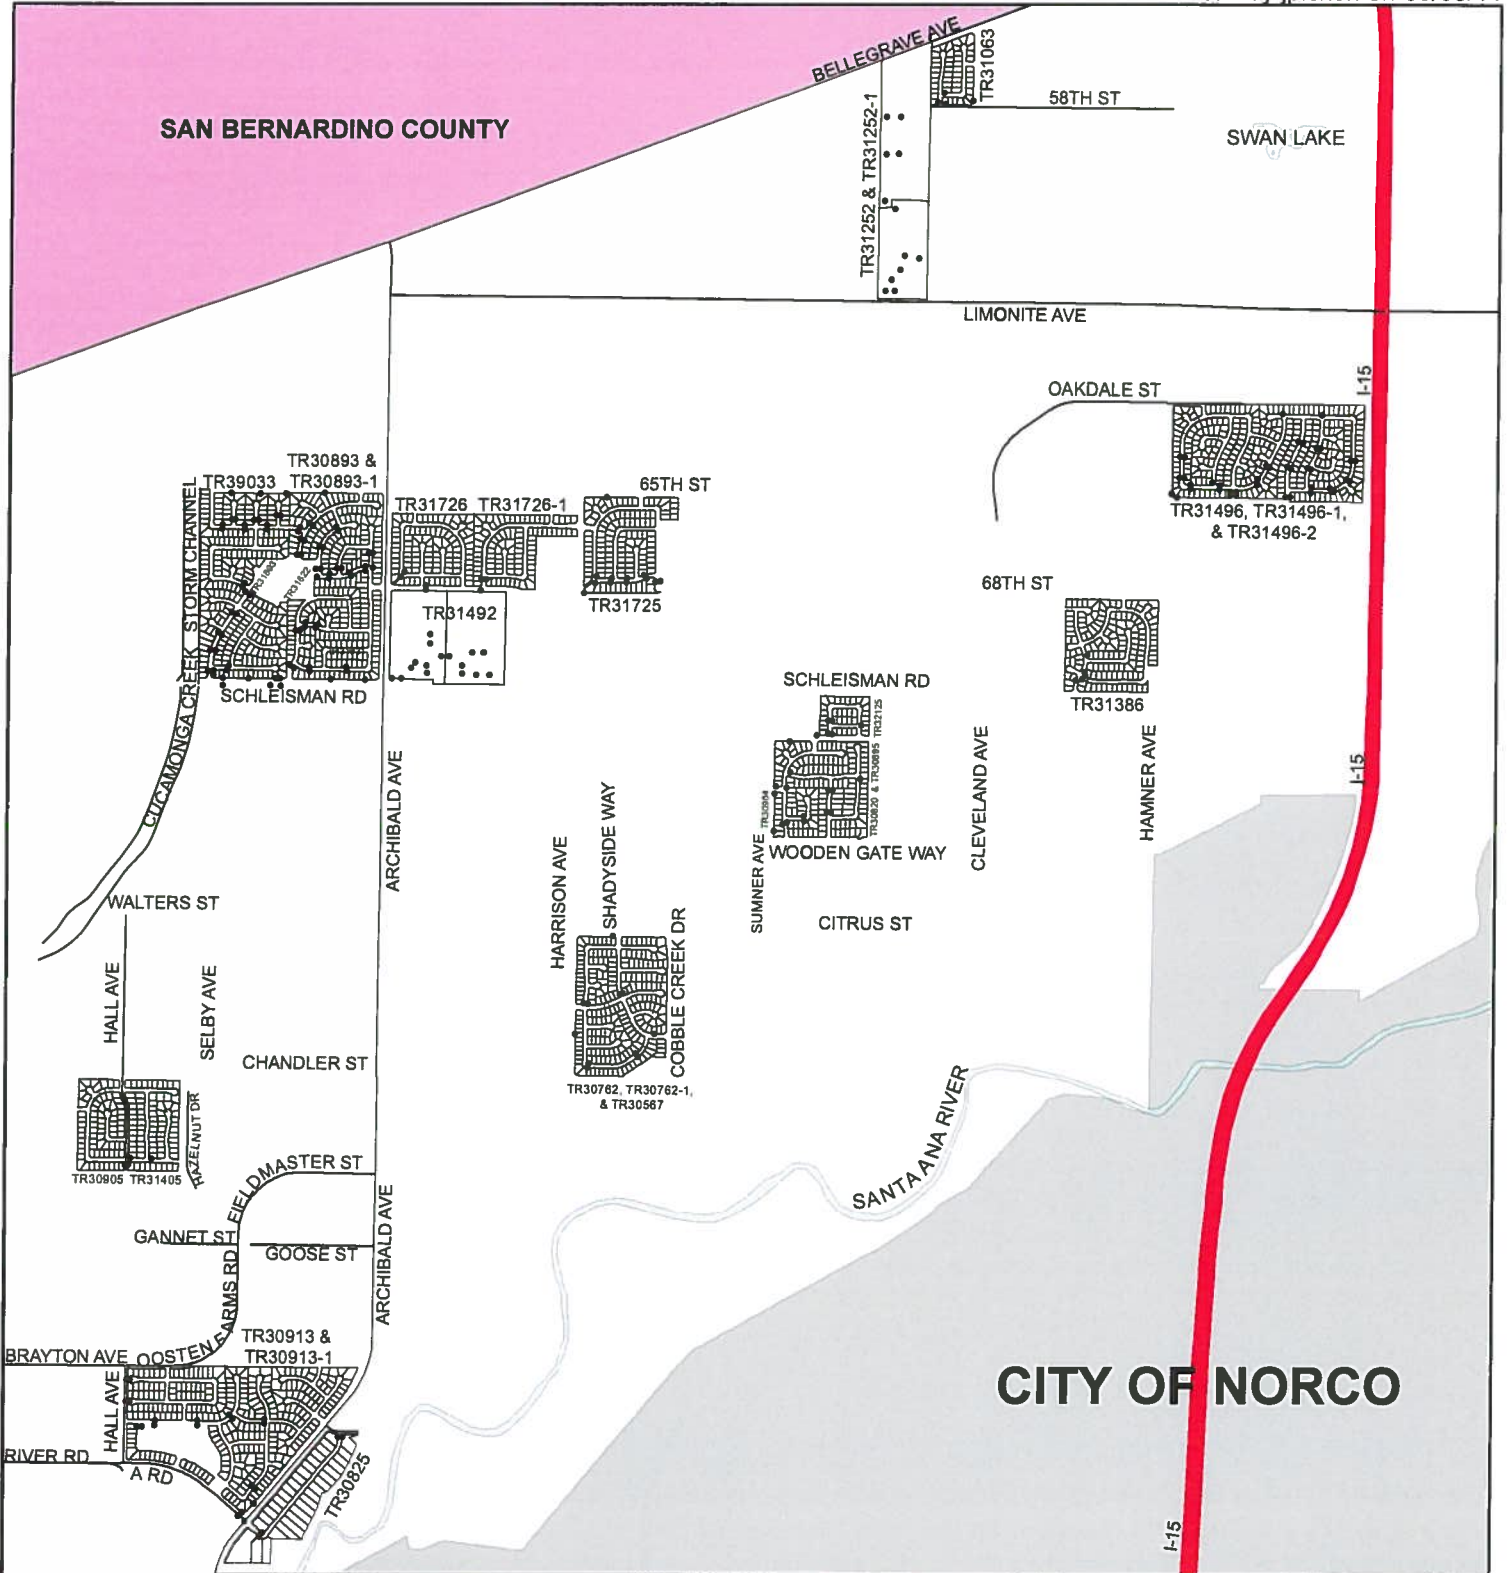 BELLEGRAVE AVE
TR31063
58TH ST
SAN BERNARDINO COUNTY
SWAN LAKE
TR31252 & TR31252-1
LIMONITE AVE
I-15
OAKDALE ST
TR30893 &
TR30893-1
TR39033
65TH ST
TR31726
TR31726-1
TR31496, TR31496-1,
& TR31496-2
CUCAMONGA CREEK STORM CHANNEL
68TH ST
TR31725
TR31492
SCHLEISMAN RD
SCHLEISMAN RD
TR31386
TR32125
TR30820 & TR30895
ARCHIBALD AVE
HARRISON AVE
SHADYSIDE WAY
SUMNER AVE
WOODEN GATE WAY
CLEVELAND AVE
HAMNER AVE
I-15
WALTERS ST
CITRUS ST
HALL AVE
SELBY AVE
COBBLE CREEK DR
CHANDLER ST
TR30762, TR30762-1,
& TR30567
HAZELNUT DR
TR30905
TR31405
SANTA ANA RIVER
FIELDMASTER ST
GANNET ST
GOOSE ST
ARCHIBALD AVE
OOSTEN FARMS RD
TR30913 &
TR30913-1
BRAYTON AVE
CITY OF NORCO
HALL AVE
RIVER RD
A RD
TR30825
I-15